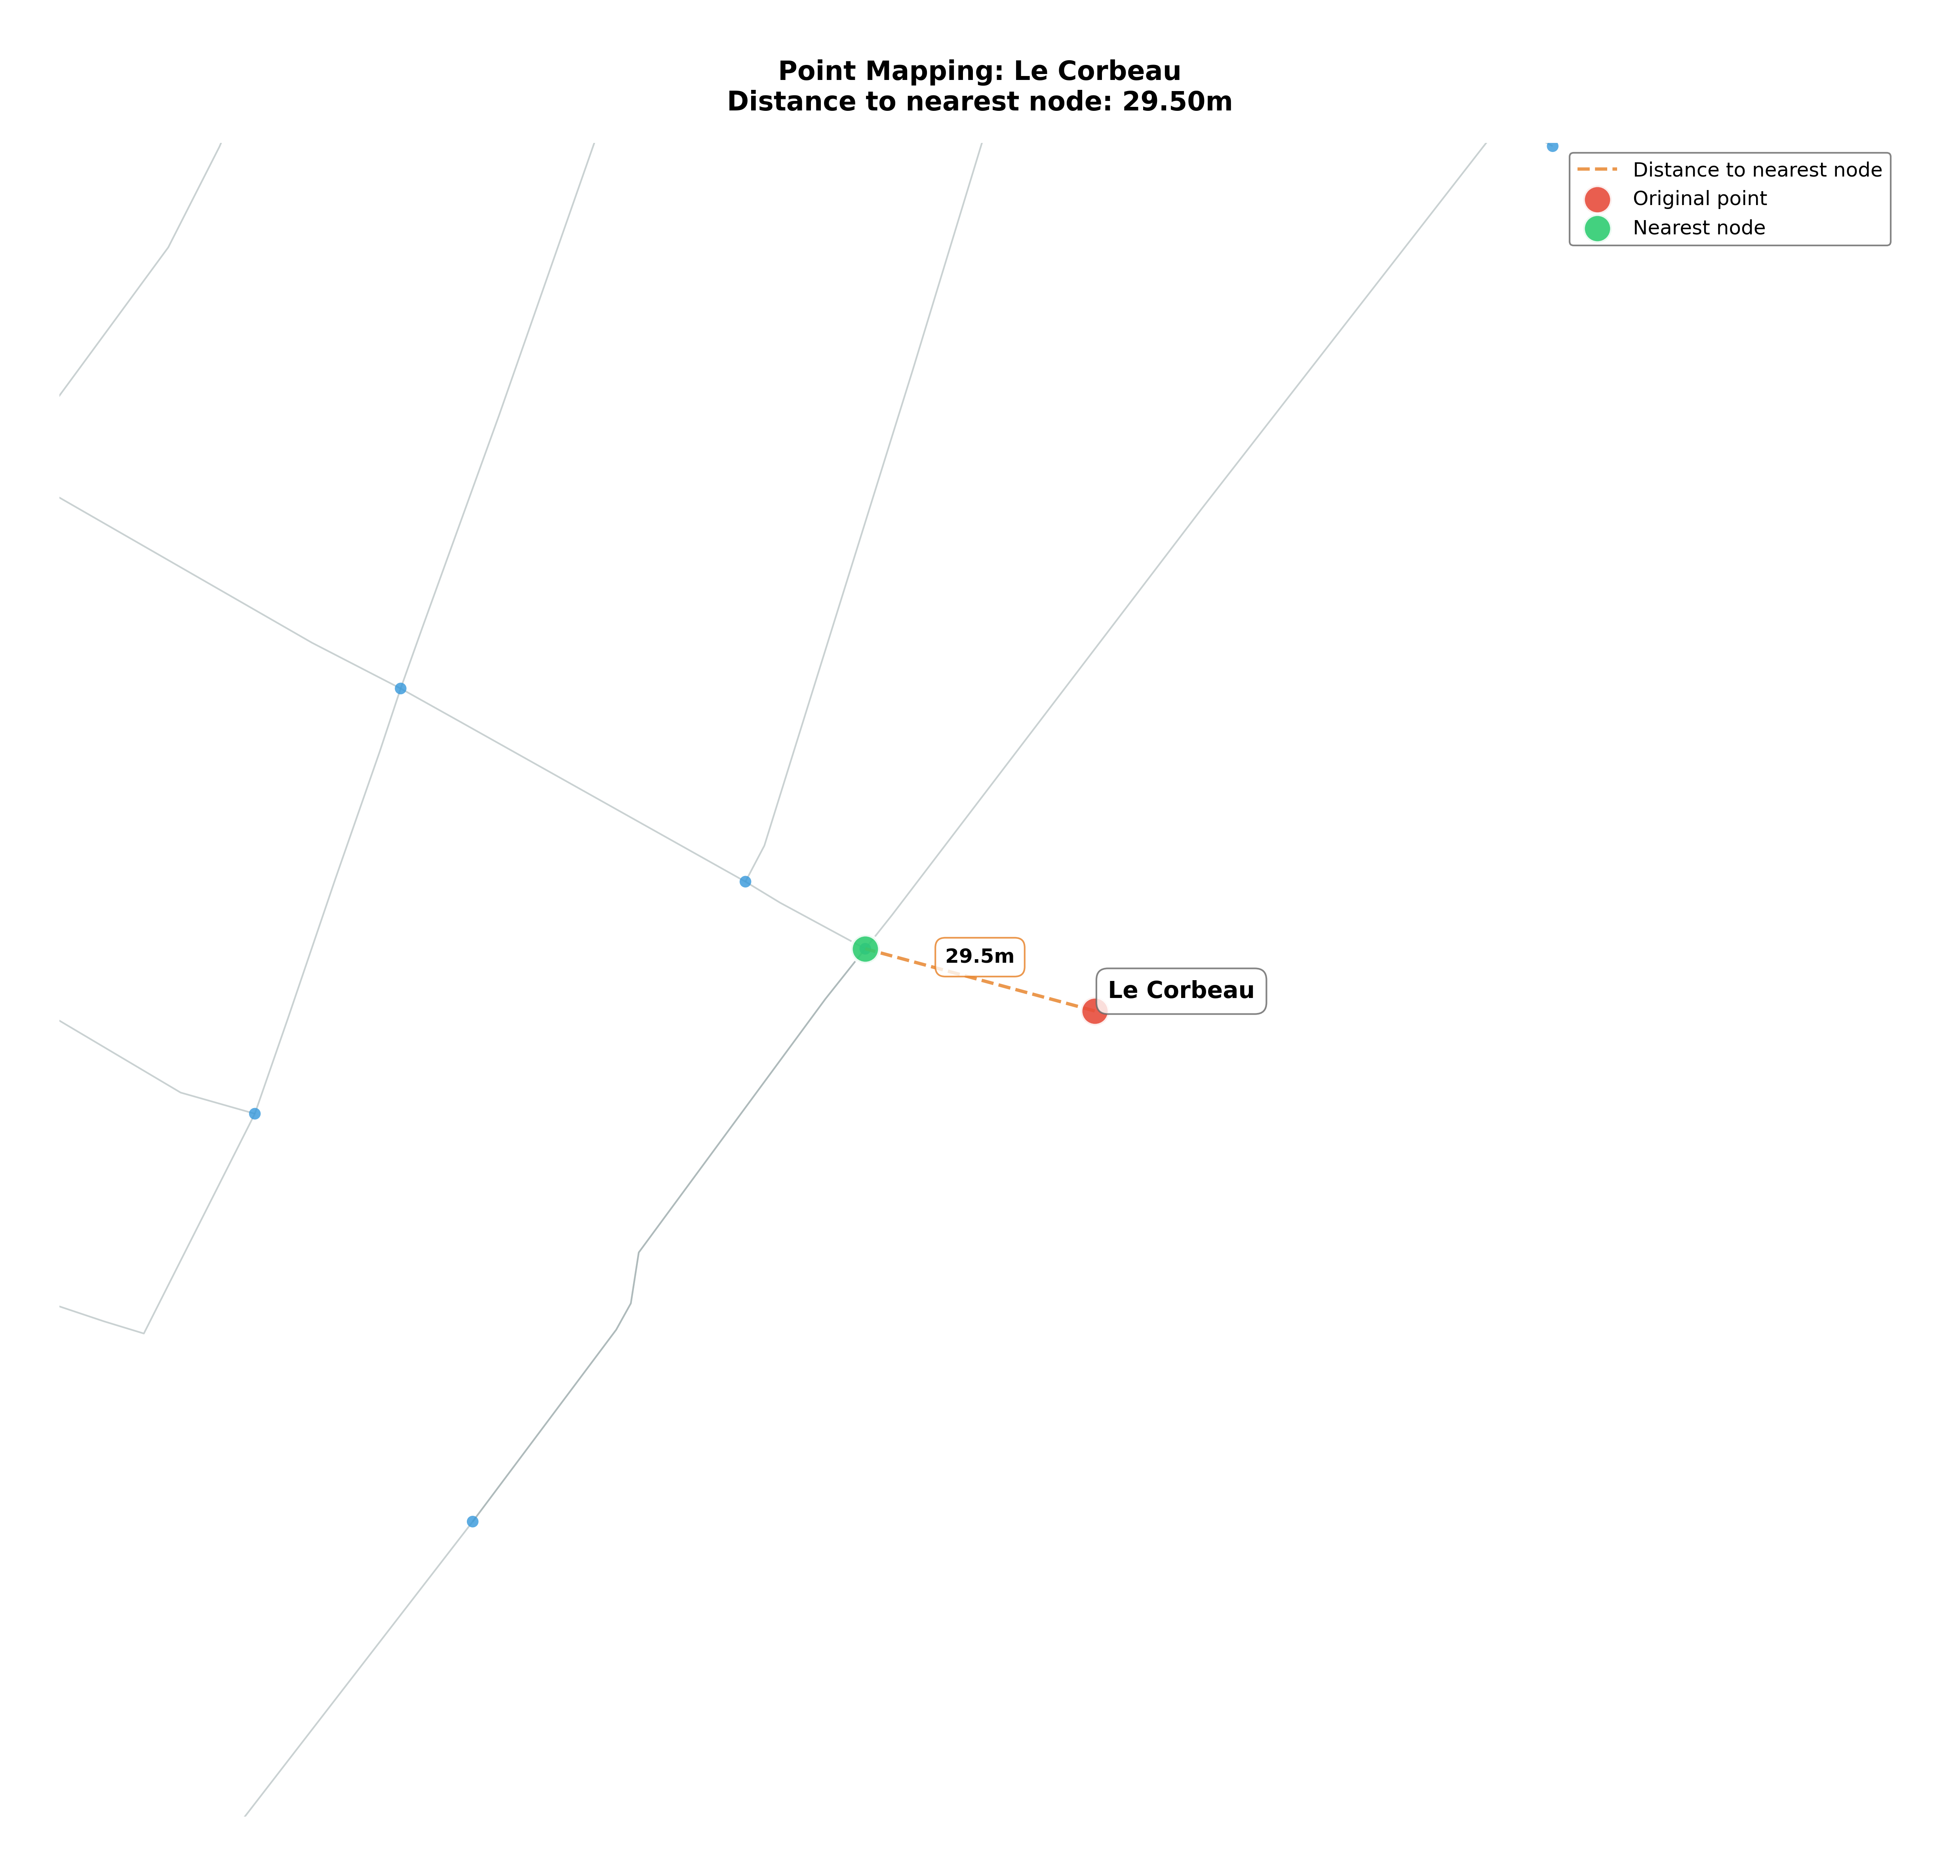 Point Mapping: Le Corbeau
Distance to nearest node: 29.50m
Distance to nearest node
Original point
Nearest node
29.5m
Le Corbeau